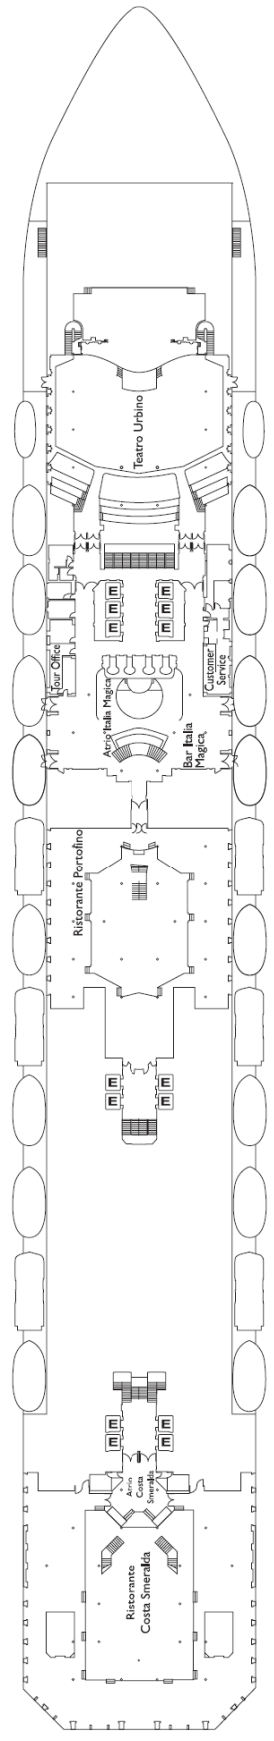 Teatro Urbino
E E
E E
E E
Tour Office
Customer
Service
Atrio Italia Magica
Bar Italia
Magica
Ristorante Portofino
E E
E E
E E
E E
Atrio
Costa
Smeralda
Ristorante
Costa Smeralda